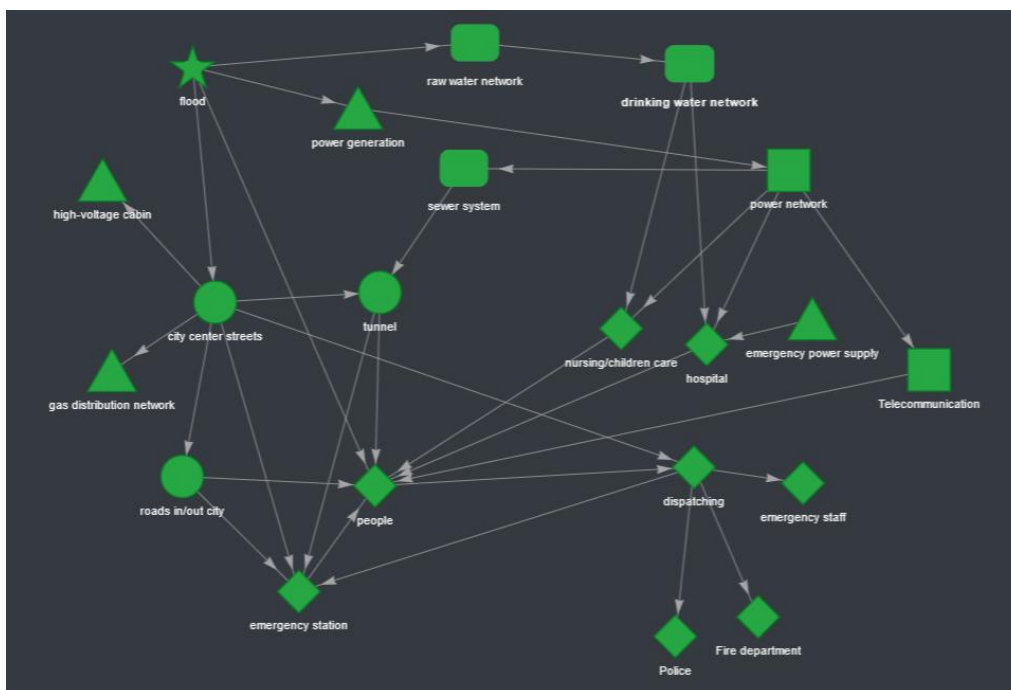 raw water network
flood
drinking water network
power generation
sewer system
power network
high-voltage cabin
city center streets
tunnel
nursing/children care
hospital
emergency power supply
gas distribution network
Telecommunication
roads in/out city
people
dispatching
emergency staff
emergency station
Police
Fire department